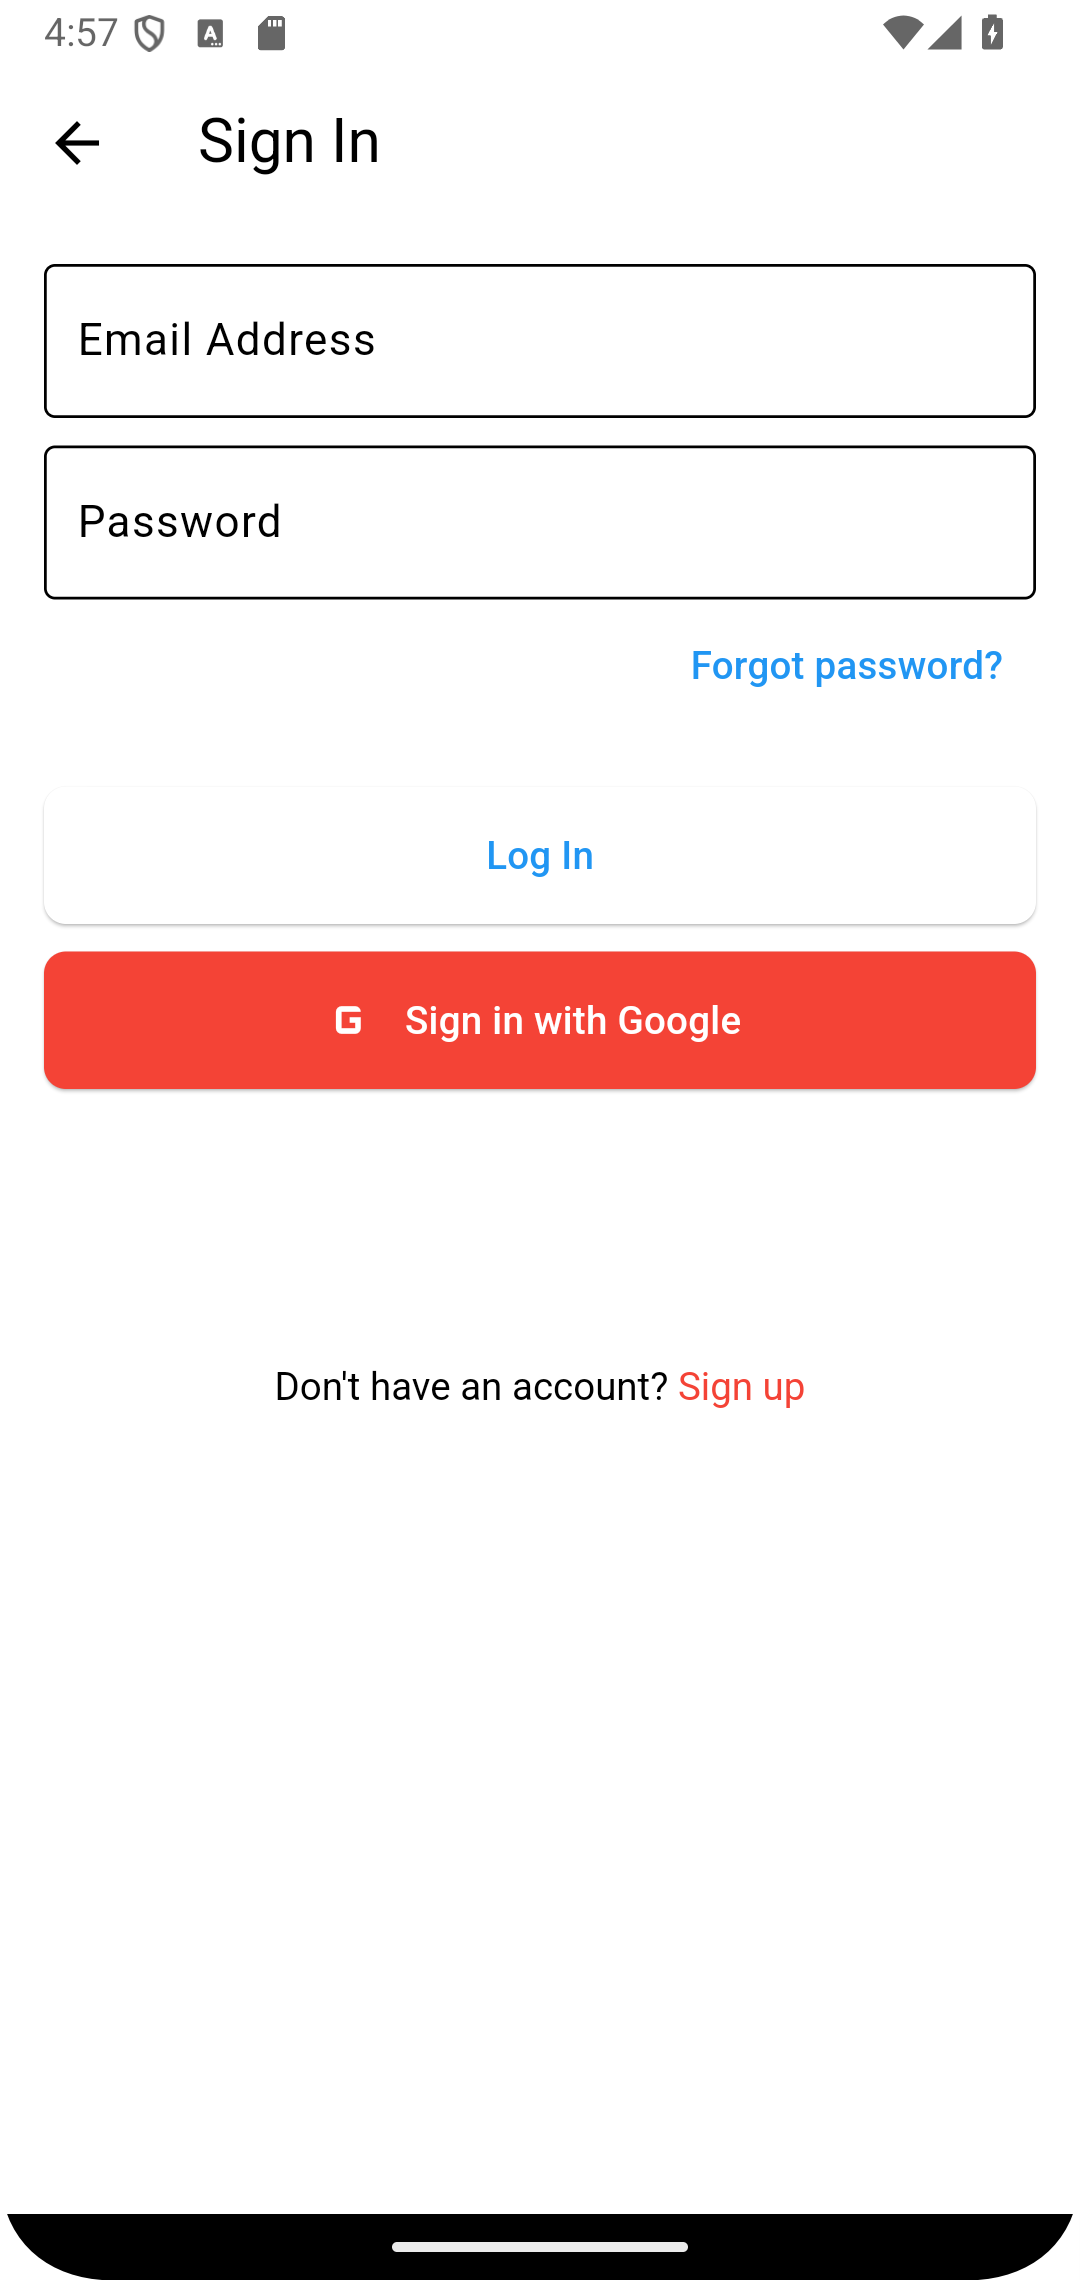 4:57
Sign In
Email Address
Password
Forgot password?
Log In
G Sign in with Google
Don't have an account? Sign up